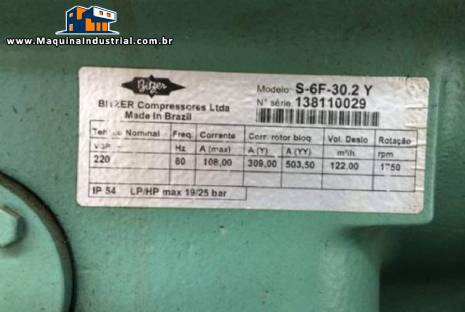 www.MaquinaIndustrial.com.br
Bitzer
BITZER Compressores Ltda
Made in Brazil
Modelo: S-6F-30.2 Y
N° série: 138110029
Nominal Freq. Corrente Corr. rotor bloq Vol. Desloc Rotação
Hz A (max) A (Y) A (YY) m³/h rpm
220 60 108,00 309,00 503,50 122.00 1750
IP 54 LP/HP max 19/25 bar